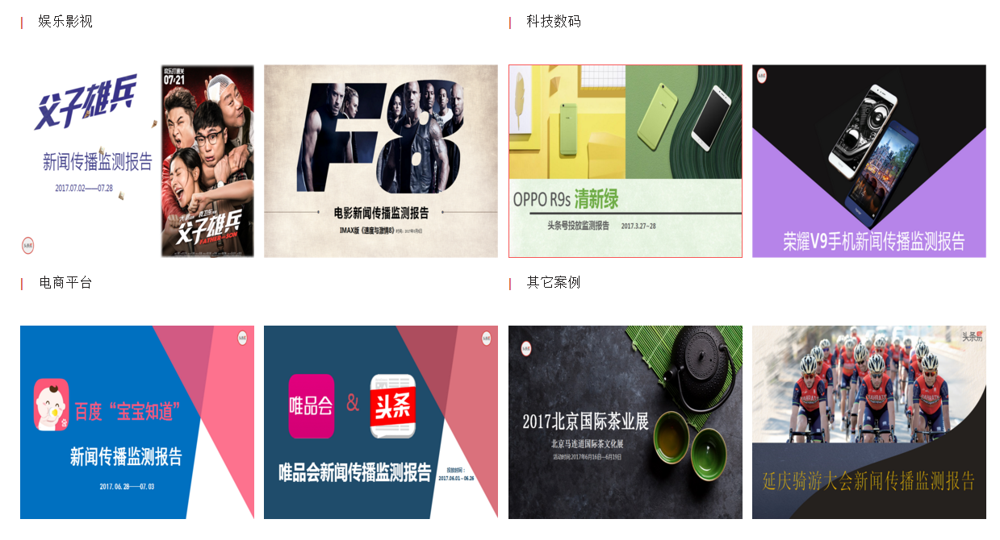 娱乐影视
科技数码
父子雄兵
新闻传播监测报告
2017.07.02——07.28
欢乐打通关
07•21
父子雄兵
FATHER AND SON
F8
电影新闻传播监测报告
IMAX版《速度与激情8》
OPPO R9s 清新绿
头条号投放监测报告 2017.3.27–28
荣耀V9手机新闻传播监测报告
电商平台
其它案例
百度“宝宝知道”
新闻传播监测报告
2017.06.28——07.03
唯品会 & 头条
唯品会新闻传播监测报告
投放时间：
2017.06.01–06.26
2017北京国际茶业展
北京马连道国际茶文化展
活动时间:2017年6月16日—6月19日
头条易
延庆骑游大会新闻传播监测报告